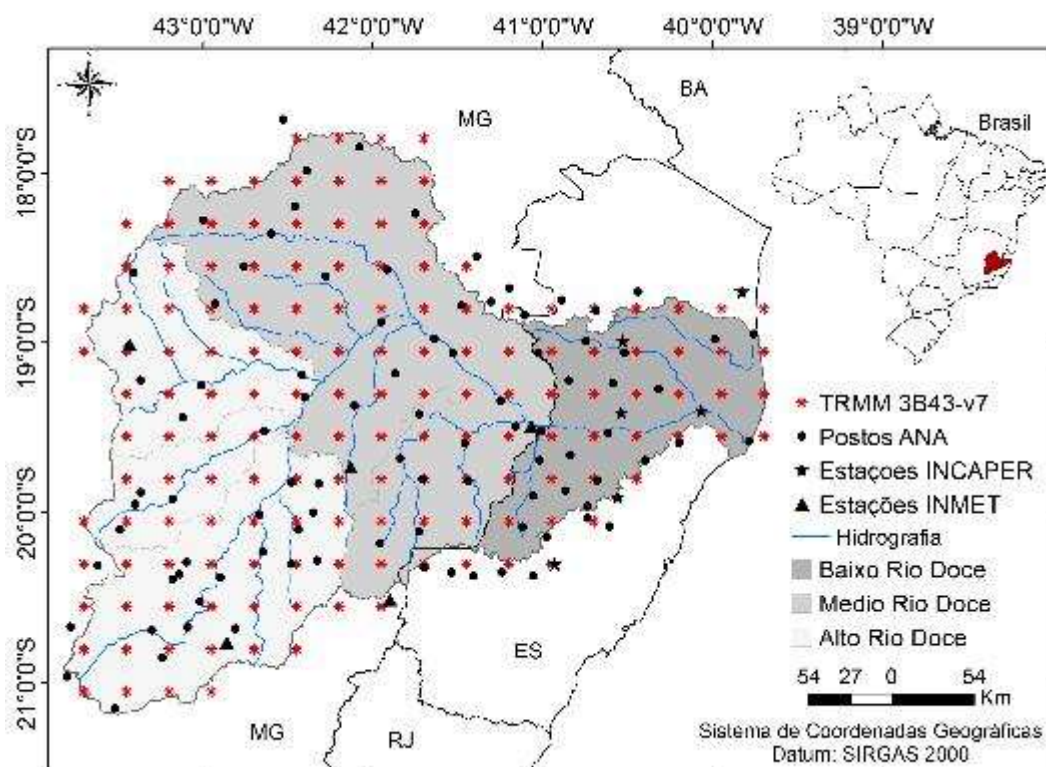 43°0'0"W 42°0'0"W 41°0'0"W 40°0'0"W 39°0'0"W
18°0'0"S
19°0'0"S
20°0'0"S
21°0'0"S
BA
MG
Brasil
TRMM 3B43-v7
Postos ANA
Estaçoes INCAPER
Estações INMET
Hidrografia
Baixo Rio Doce
Medio Rio Doce
Alto Rio Doce
ES
MG
RJ
54 27 0 54
Km
Sistema de Coordenadas Geográficas
Datum: SIRGAS 2000